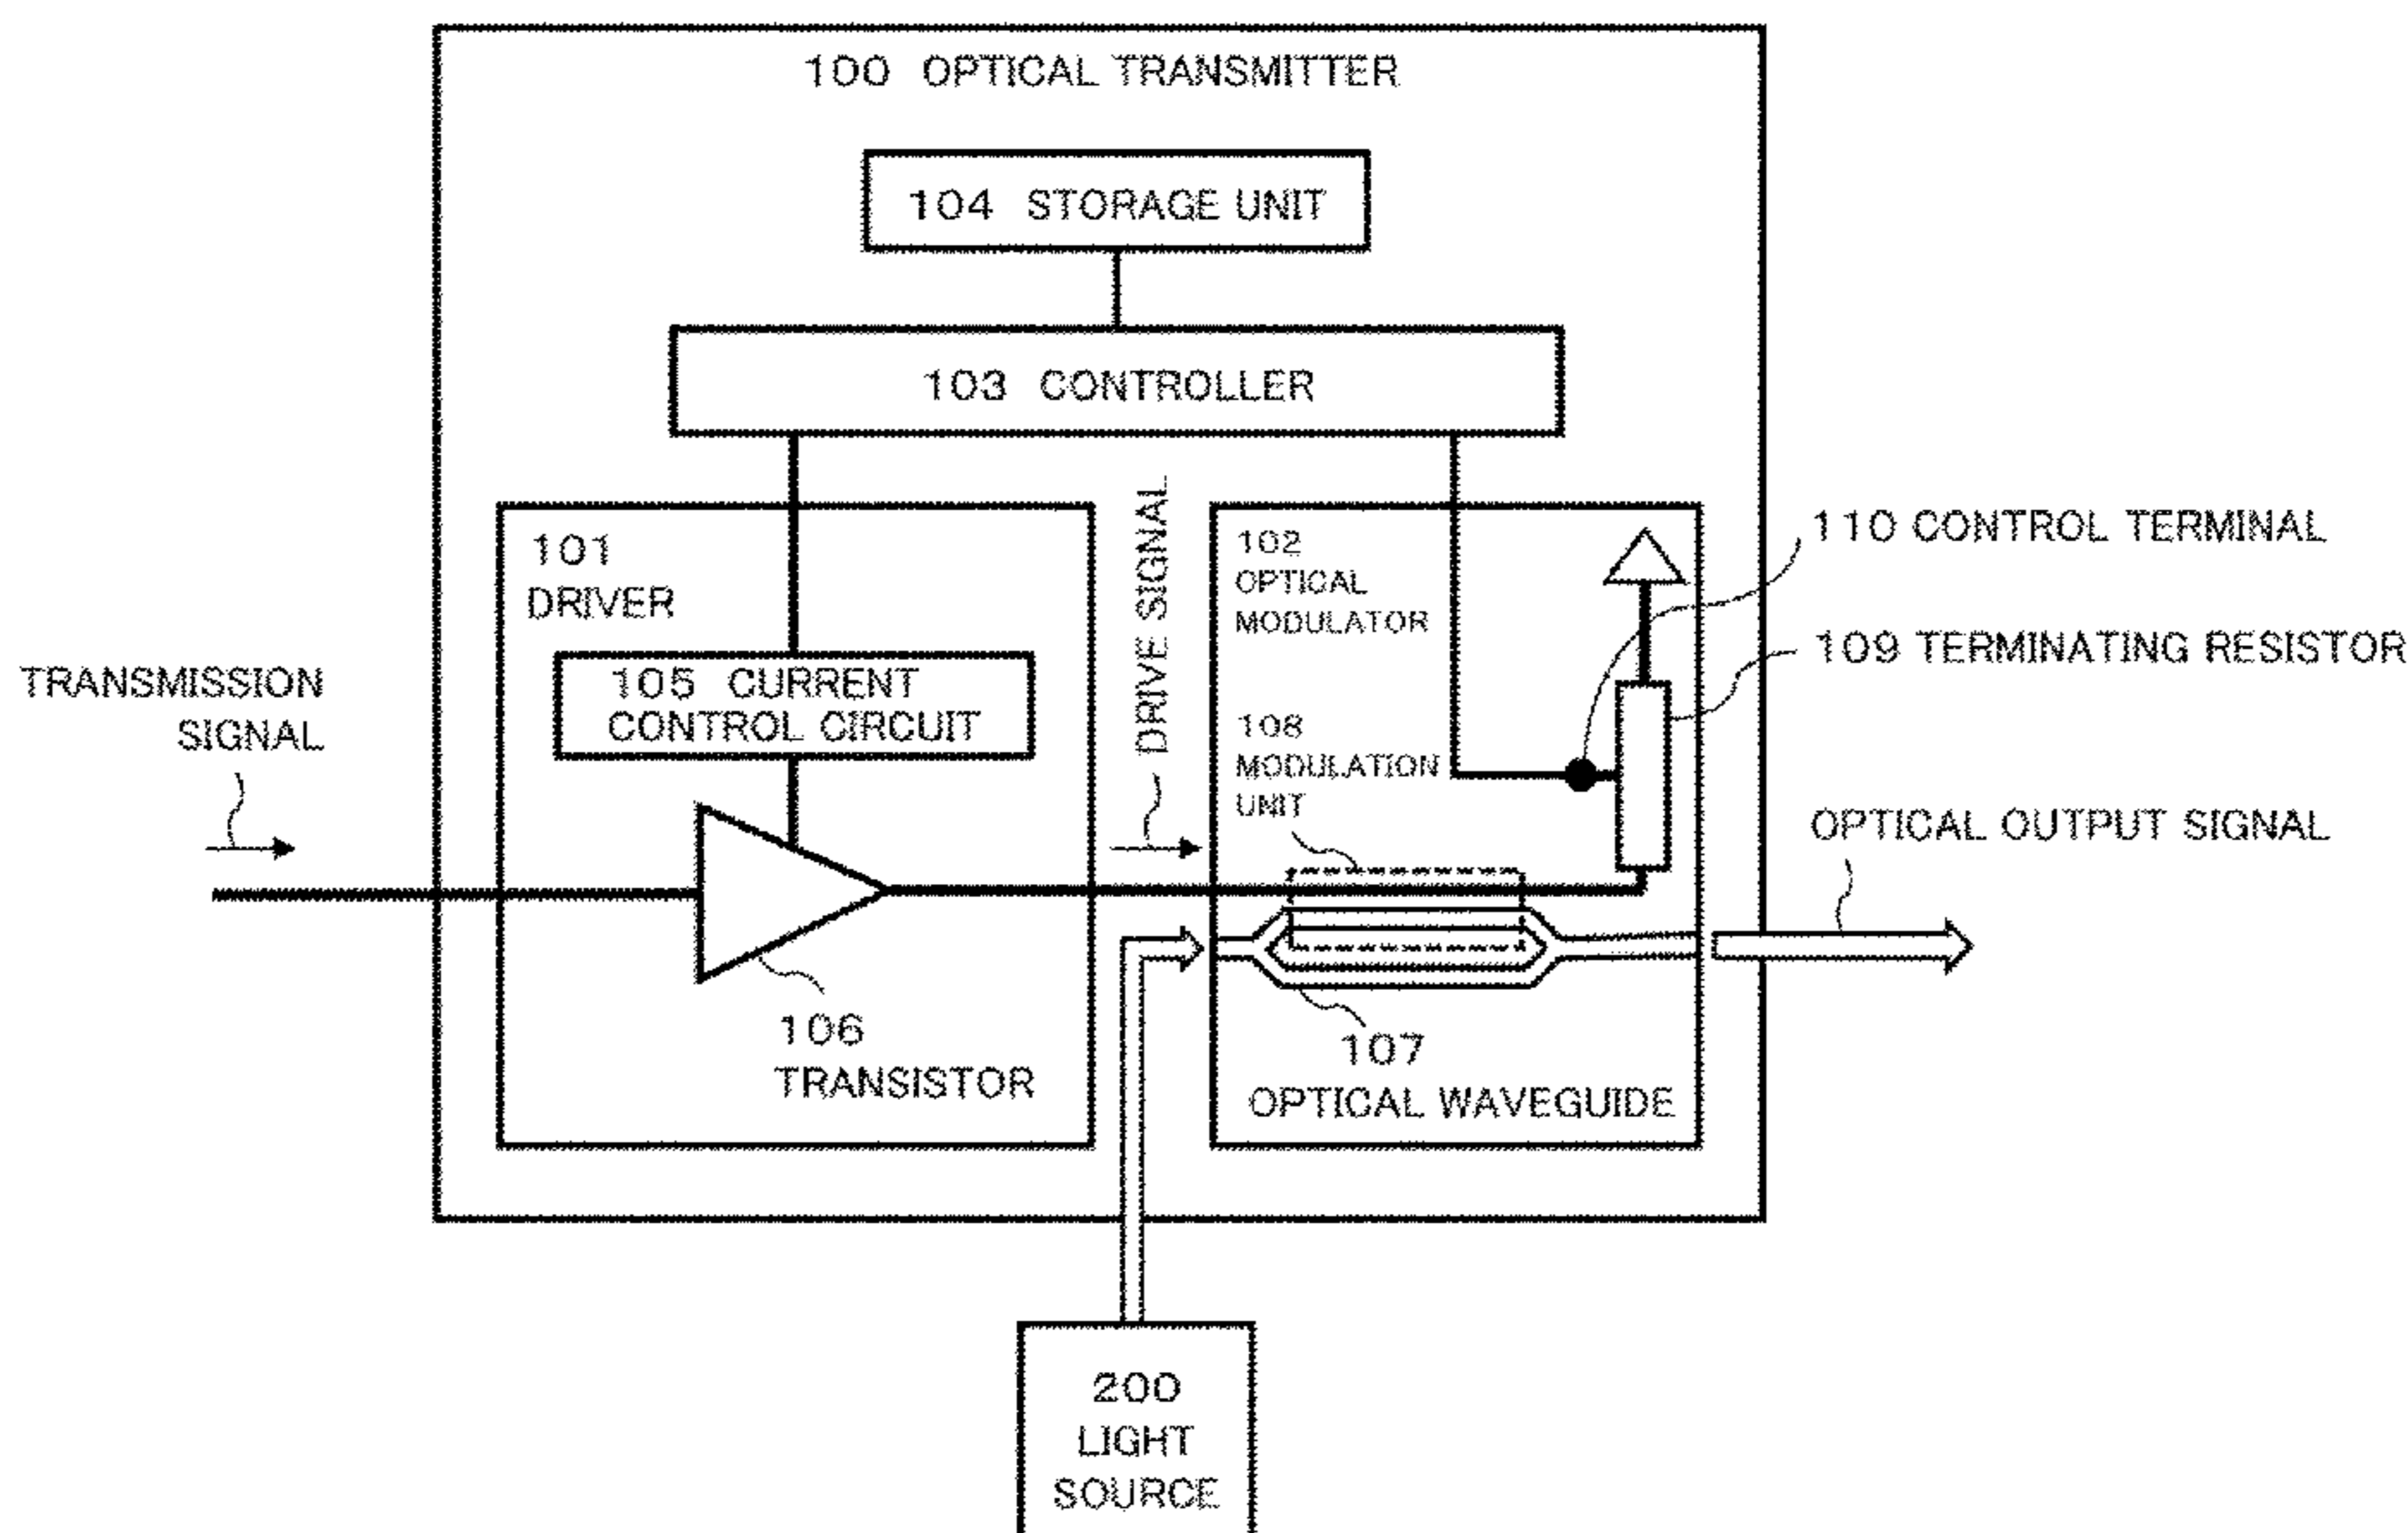 100 OPTICAL TRANSMITTER
104 STORAGE UNIT
103 CONTROLLER
101
DRIVER
105 CURRENT
CONTROL CIRCUIT
106
TRANSISTOR
TRANSMISSION
SIGNAL
DRIVE SIGNAL
102
OPTICAL
MODULATOR
108
MODULATION
UNIT
107
OPTICAL WAVEGUIDE
110 CONTROL TERMINAL
109 TERMINATING RESISTOR
OPTICAL OUTPUT SIGNAL
200
LIGHT
SOURCE